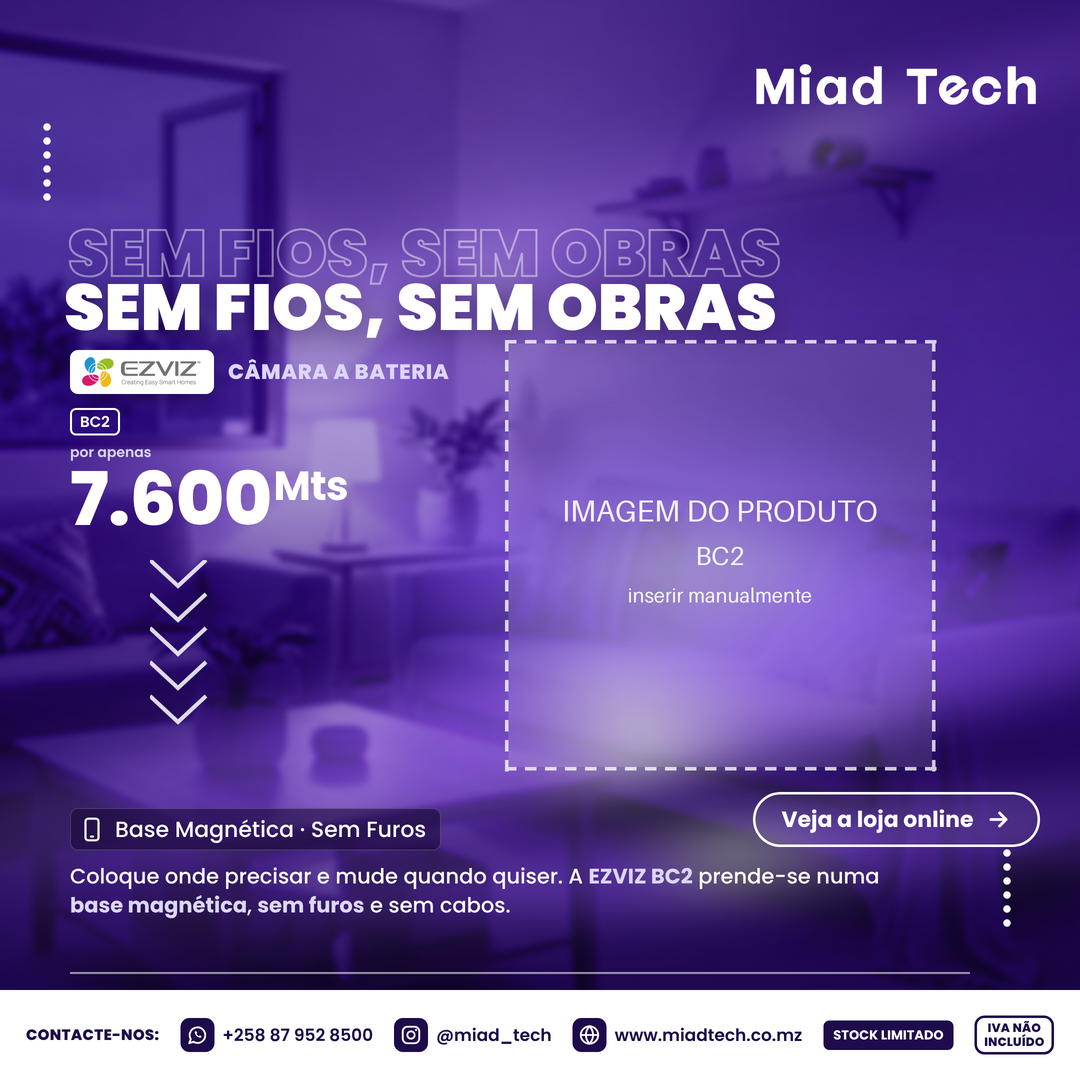 Miad Tech
SEM FIOS, SEM OBRAS
SEM FIOS, SEM OBRAS
EZVIZ™
Creating Easy Smart Homes
CÂMARA A BATERIA
BC2
por apenas
7.600Mts
IMAGEM DO PRODUTO
BC2
inserir manualmente
Base Magnética · Sem Furos
Veja a loja online →
Coloque onde precisar e mude quando quiser. A EZVIZ BC2 prende-se numa
base magnética, sem furos e sem cabos.
CONTACTE-NOS:
+258 87 952 8500
@miad_tech
www.miadtech.co.mz
STOCK LIMITADO
IVA NÃO
INCLUÍDO